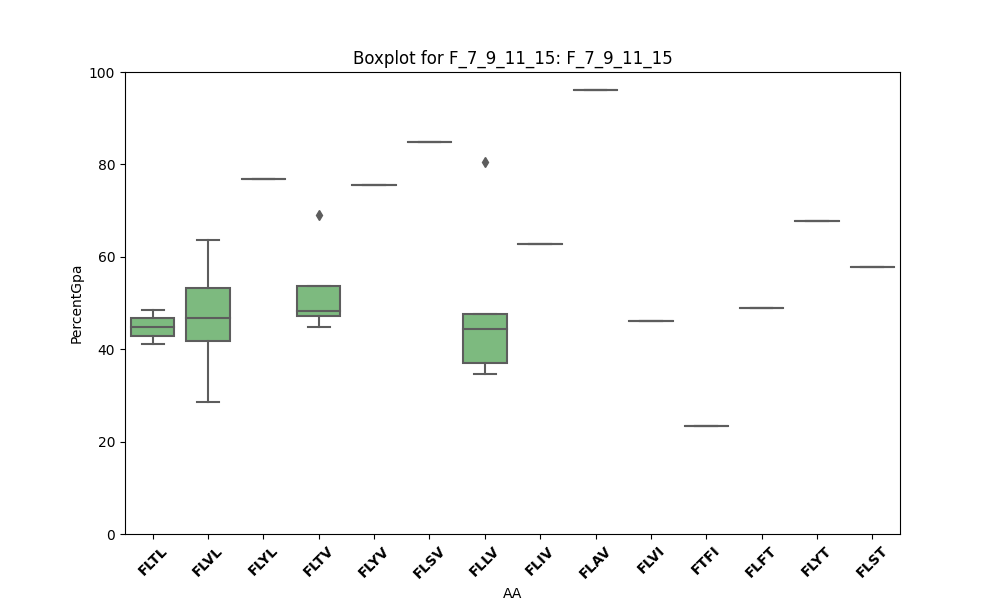 Boxplot for F_7_9_11_15: F_7_9_11_15
100
80
60
40
20
0
PercentGpa
FLTL
FLVL
FLYL
FLTV
FLYV
FLSV
FLLV
FLIV
FLAV
FLVI
FTFI
FLFT
FLYT
FLST
AA